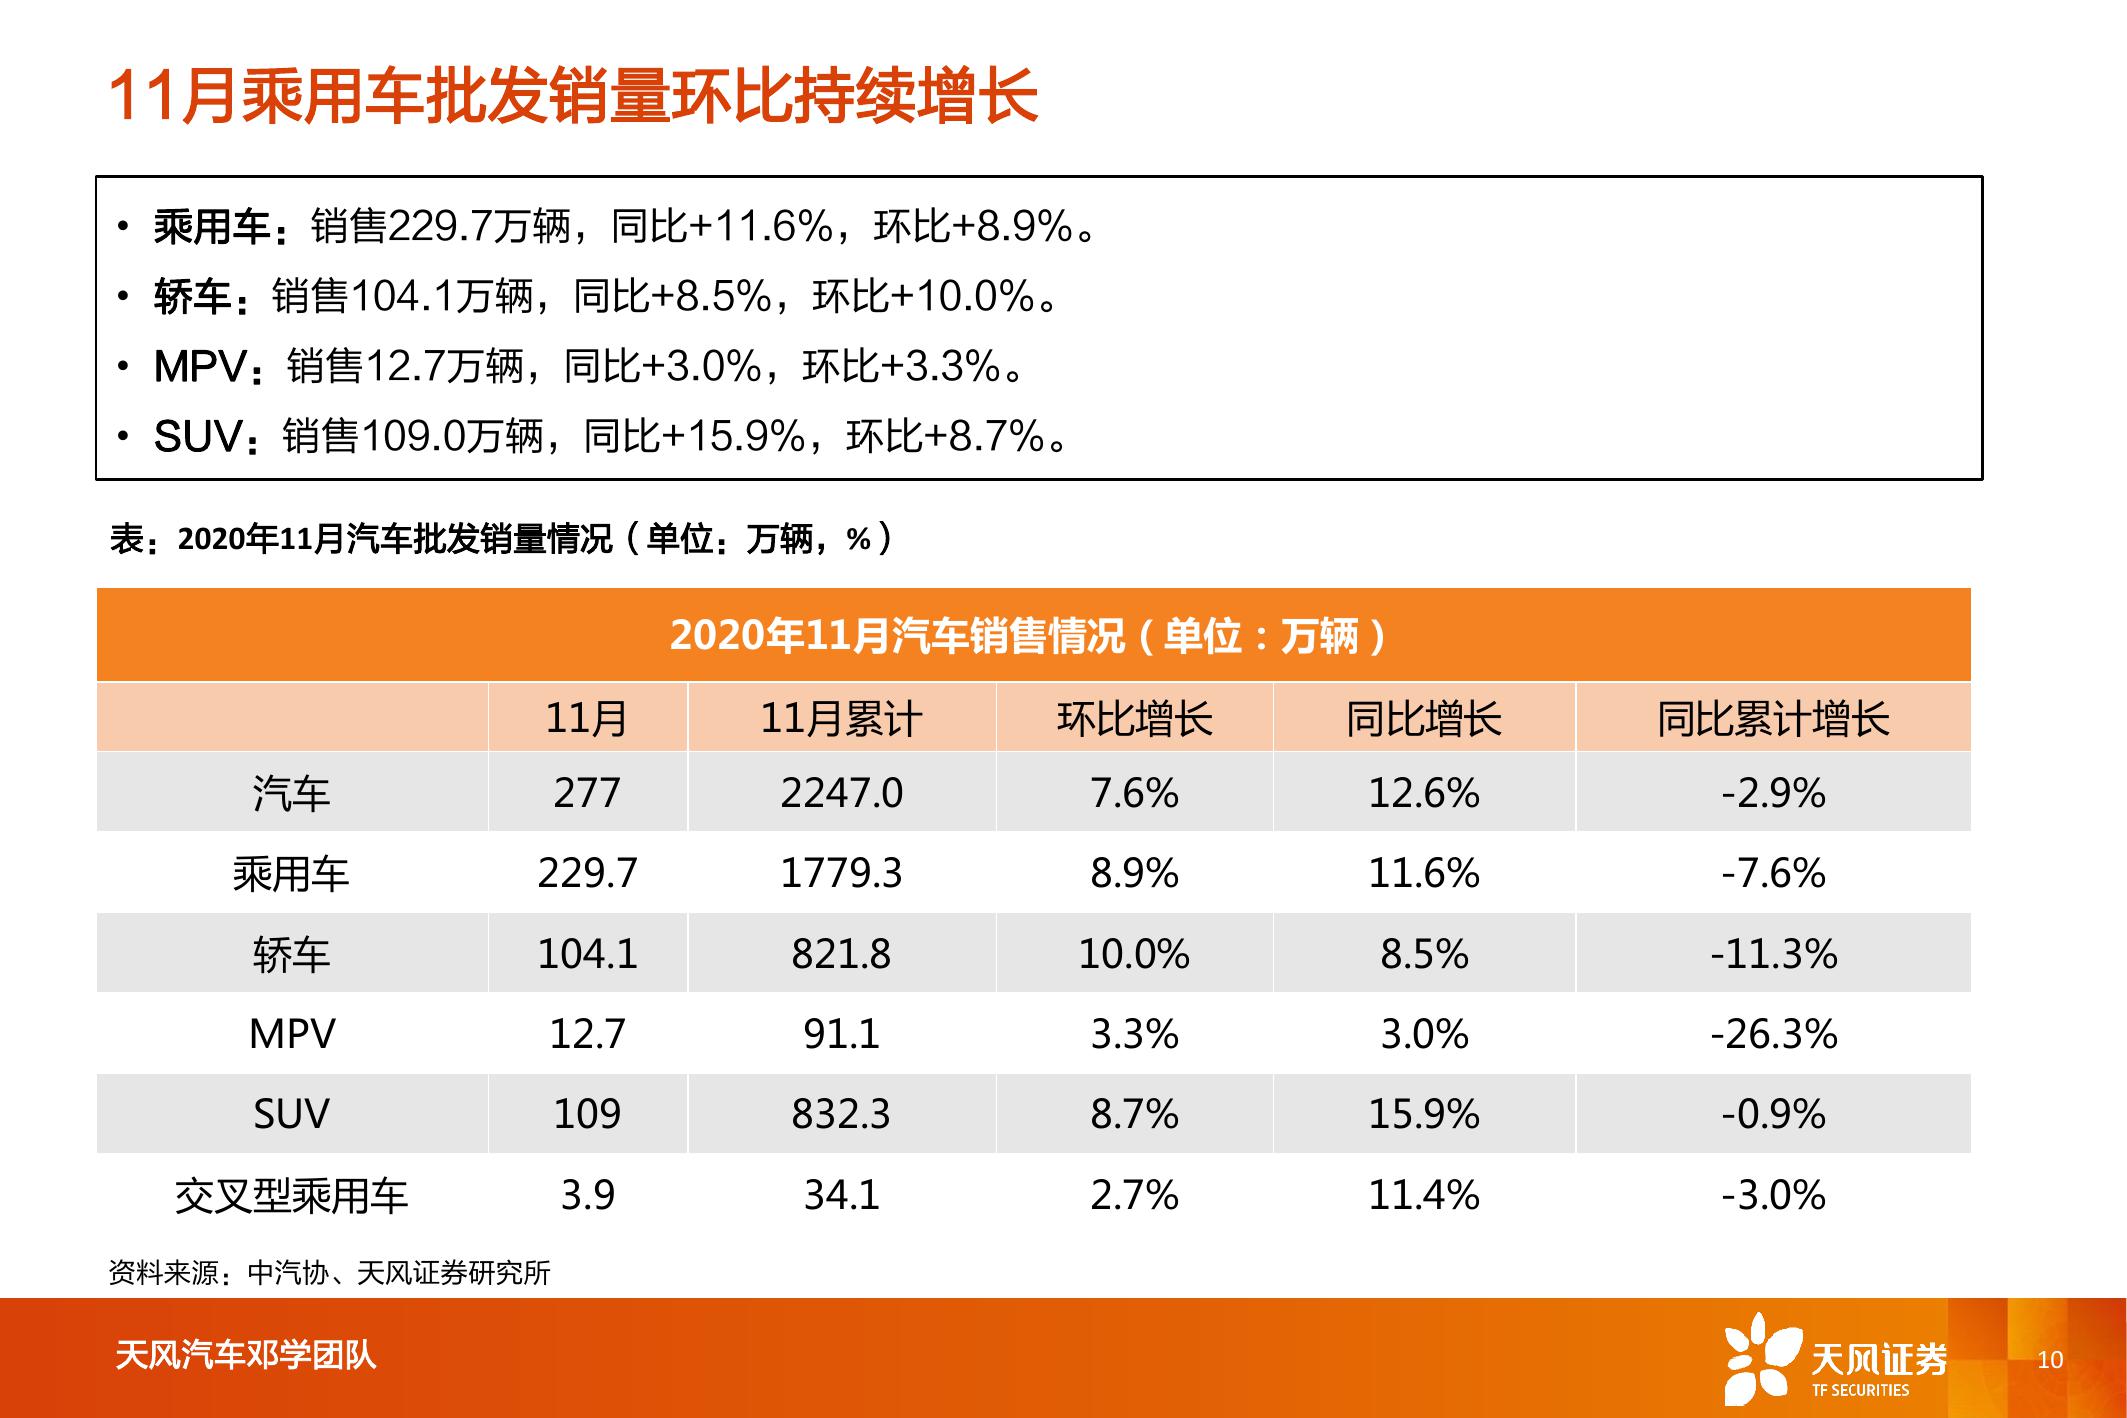 11月乘用车批发销量环比持续增长
• 乘用车：销售229.7万辆，同比+11.6%，环比+8.9%。
• 轿车：销售104.1万辆，同比+8.5%，环比+10.0%。
• MPV：销售12.7万辆，同比+3.0%，环比+3.3%。
• SUV：销售109.0万辆，同比+15.9%，环比+8.7%。
表：2020年11月汽车批发销量情况（单位：万辆，%）
2020年11月汽车销售情况（单位：万辆）
11月 11月累计 环比增长 同比增长 同比累计增长
汽车 277 2247.0 7.6% 12.6% -2.9%
乘用车 229.7 1779.3 8.9% 11.6% -7.6%
轿车 104.1 821.8 10.0% 8.5% -11.3%
MPV 12.7 91.1 3.3% 3.0% -26.3%
SUV 109 832.3 8.7% 15.9% -0.9%
交叉型乘用车 3.9 34.1 2.7% 11.4% -3.0%
资料来源：中汽协、天风证券研究所
天风汽车邓学团队
天风证券
TF SECURITIES
10